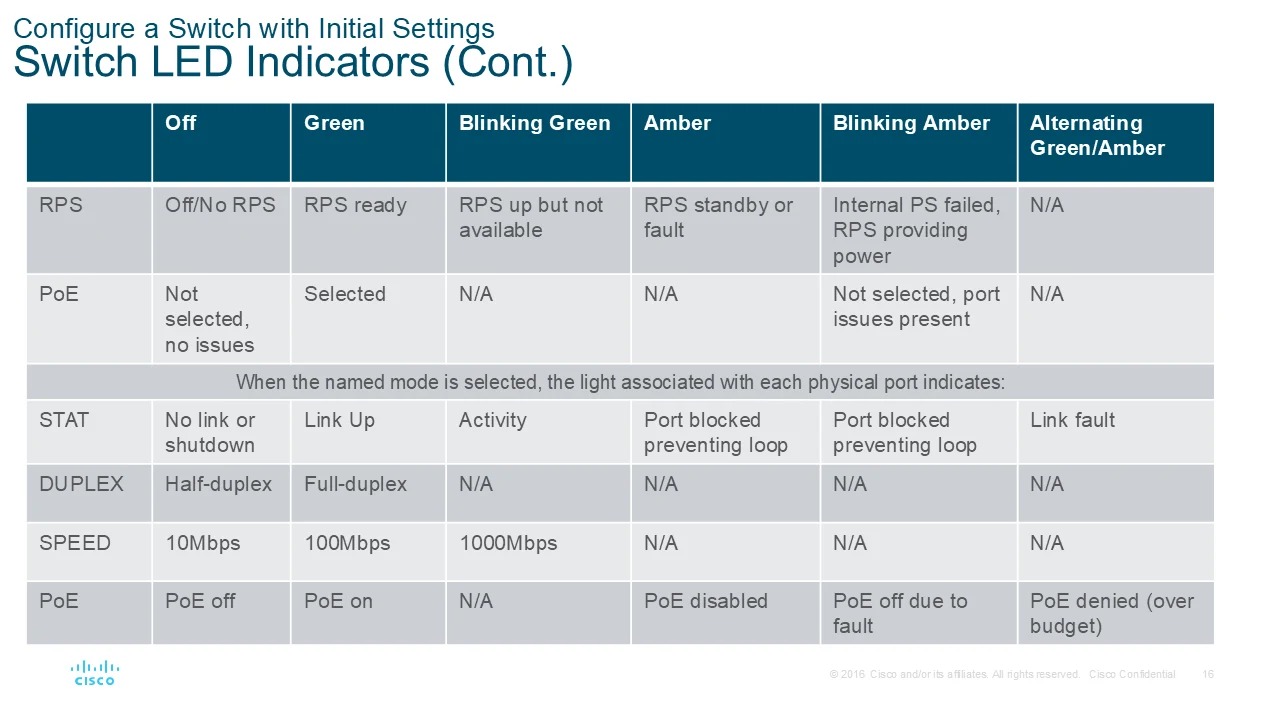 Configure a Switch with Initial Settings
Switch LED Indicators (Cont.)
Off Green Blinking Green Amber Blinking Amber Alternating
Green/Amber
RPS Off/No RPS RPS ready RPS up but not RPS standby or Internal PS failed, N/A
available fault RPS providing
power
PoE Not Selected N/A N/A Not selected, port N/A
selected, issues present
no issues
When the named mode is selected, the light associated with each physical port indicates:
STAT No link or Link Up Activity Port blocked Port blocked Link fault
shutdown preventing loop preventing loop
DUPLEX Half-duplex Full-duplex N/A N/A N/A N/A
SPEED 10Mbps 100Mbps 1000Mbps N/A N/A N/A
PoE PoE off PoE on N/A PoE disabled PoE off due to PoE denied (over
fault budget)
CISCO © 2016 Cisco and/or its affiliates. All rights reserved. Cisco Confidential 16